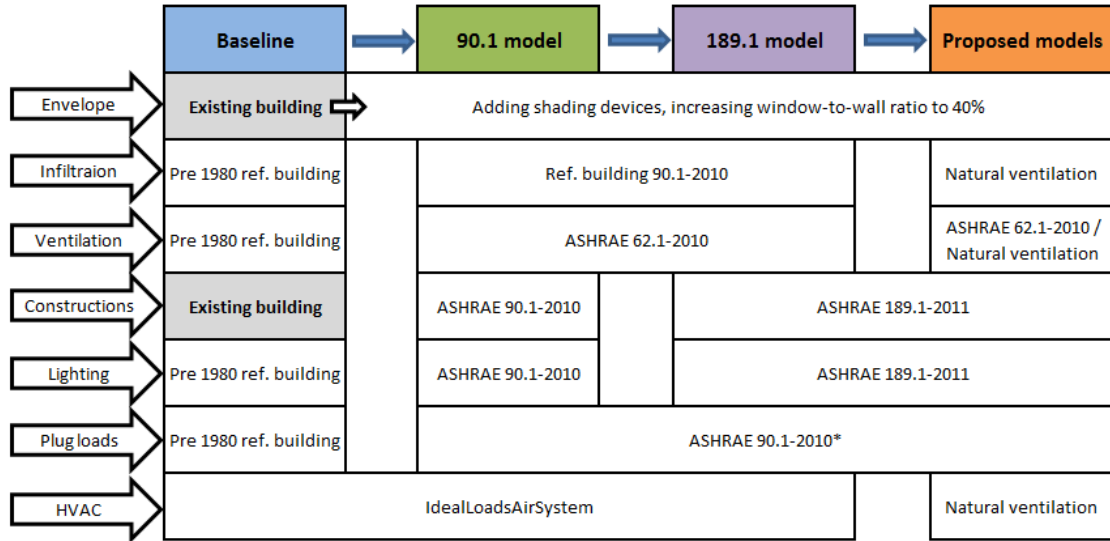 Baseline
90.1 model
189.1 model
Proposed models
Envelope
Existing building
Adding shading devices, increasing window-to-wall ratio to 40%
Infiltraion
Pre 1980 ref. building
Ref. building 90.1-2010
Natural ventilation
Ventilation
Pre 1980 ref. building
ASHRAE 62.1-2010
ASHRAE 62.1-2010 /
Natural ventilation
Constructions
Existing building
ASHRAE 90.1-2010
ASHRAE 189.1-2011
Lighting
Pre 1980 ref. building
ASHRAE 90.1-2010
ASHRAE 189.1-2011
Plug loads
Pre 1980 ref. building
ASHRAE 90.1-2010*
HVAC
IdealLoadsAirSystem
Natural ventilation